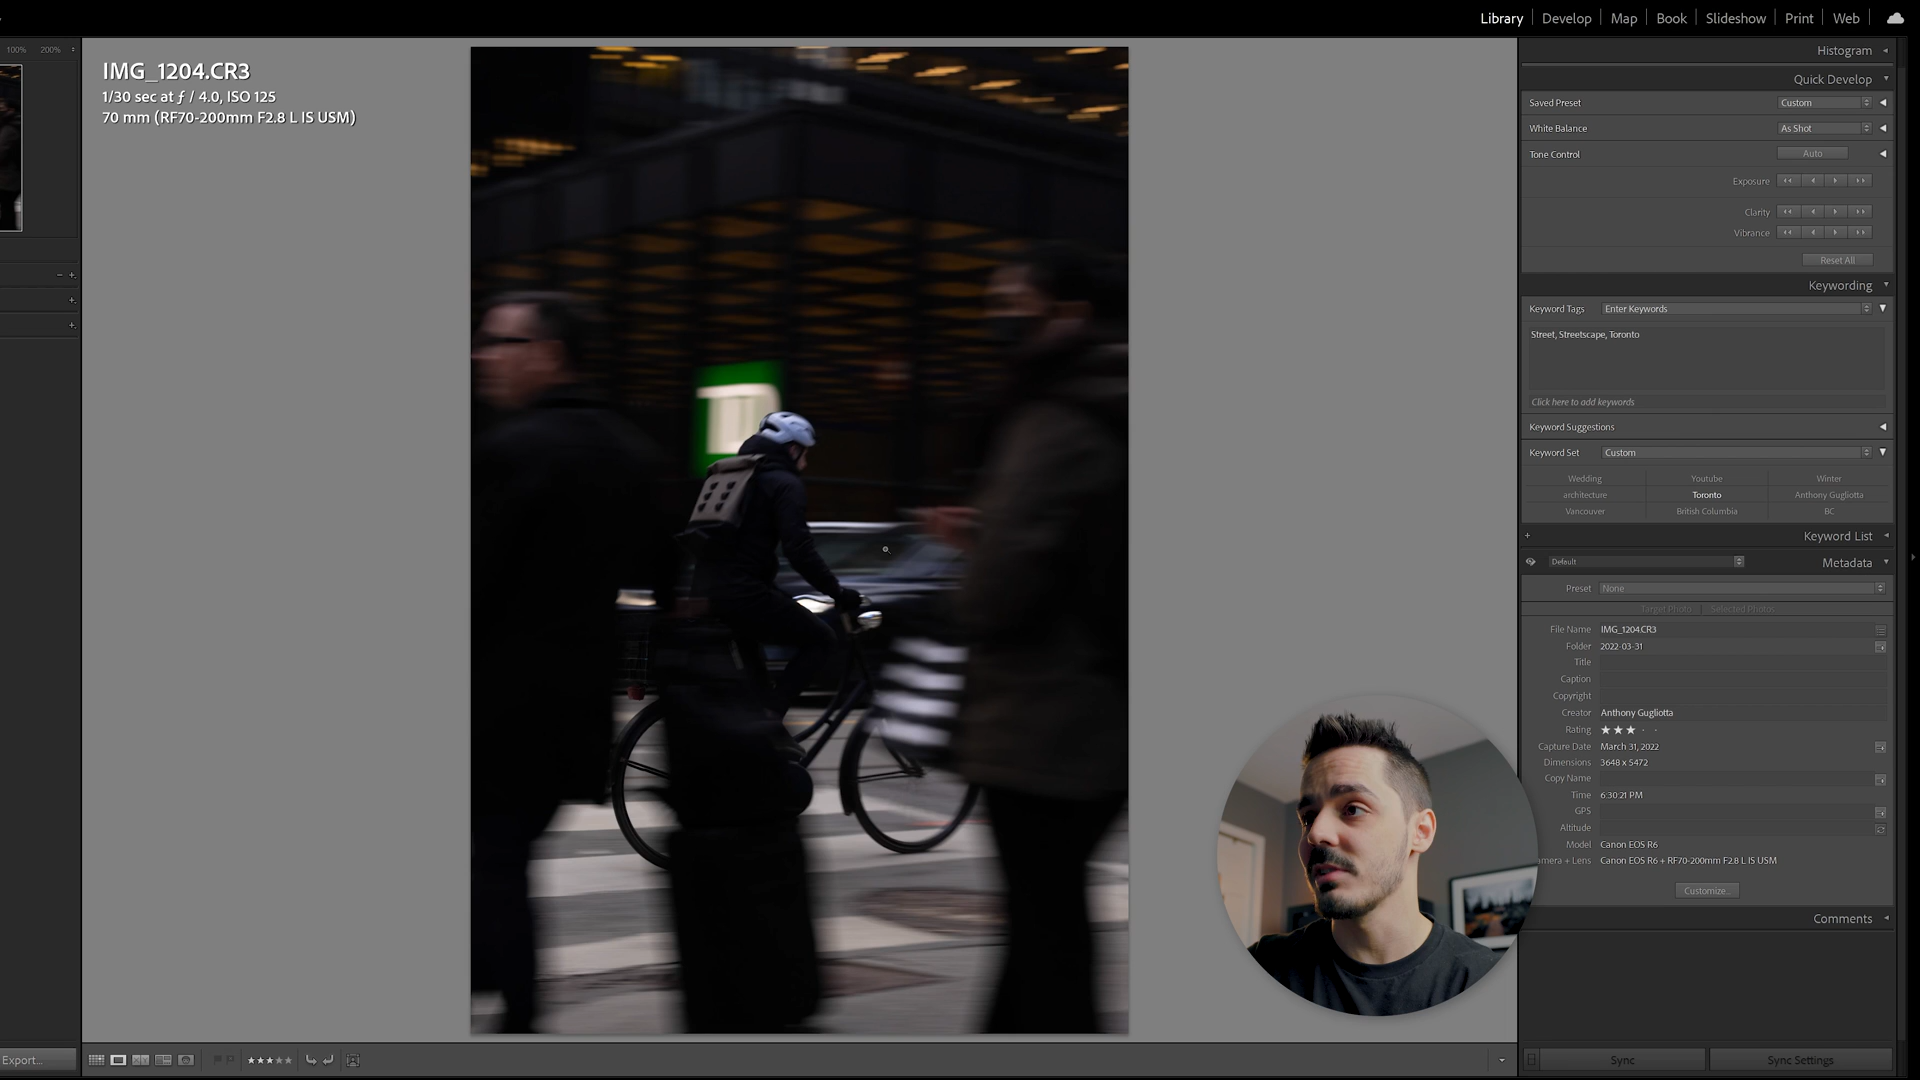 Library | Develop | Map | Book | Slideshow | Print | Web
100% 200%
IMG_1204.CR3
1/30 sec at ƒ / 4.0, ISO 125
70 mm (RF70-200mm F2.8 L IS USM)
Histogram
Quick Develop
Saved Preset Custom
White Balance As Shot
Tone Control Auto
Exposure
Clarity
Vibrance
Reset All
Keywording
Keyword Tags Enter Keywords
Street, Streetscape, Toronto
Click here to add keywords
Keyword Suggestions
Keyword Set Custom
Wedding Youtube Winter
architecture Toronto Anthony Gugliotta
Vancouver British Columbia BC
+ Keyword List
Default Metadata
Preset None
Target Photo Selected Photos
File Name IMG_1204.CR3
Folder 2022-03-31
Title
Caption
Copyright
Creator Anthony Gugliotta
Rating ★★★
Capture Date March 31, 2022
Dimensions 3648 x 5472
Copy Name
Time 6:30:21 PM
GPS
Altitude
Model Canon EOS R6
mera + Lens Canon EOS R6 + RF70-200mm F2.8 L IS USM
Customize...
Comments
Export...
Sync Sync Settings